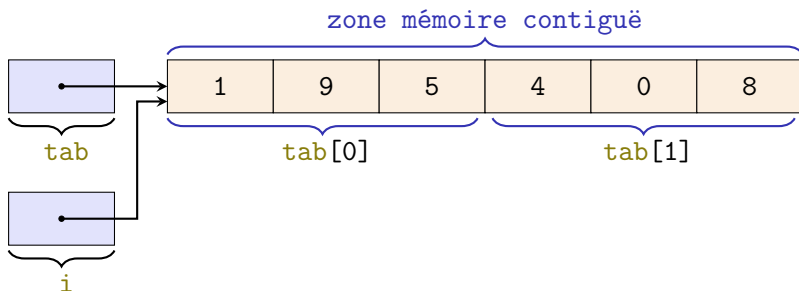 zone mémoire contiguë
1 9 5 4 0 8
tab
tab[0]
tab[1]
i